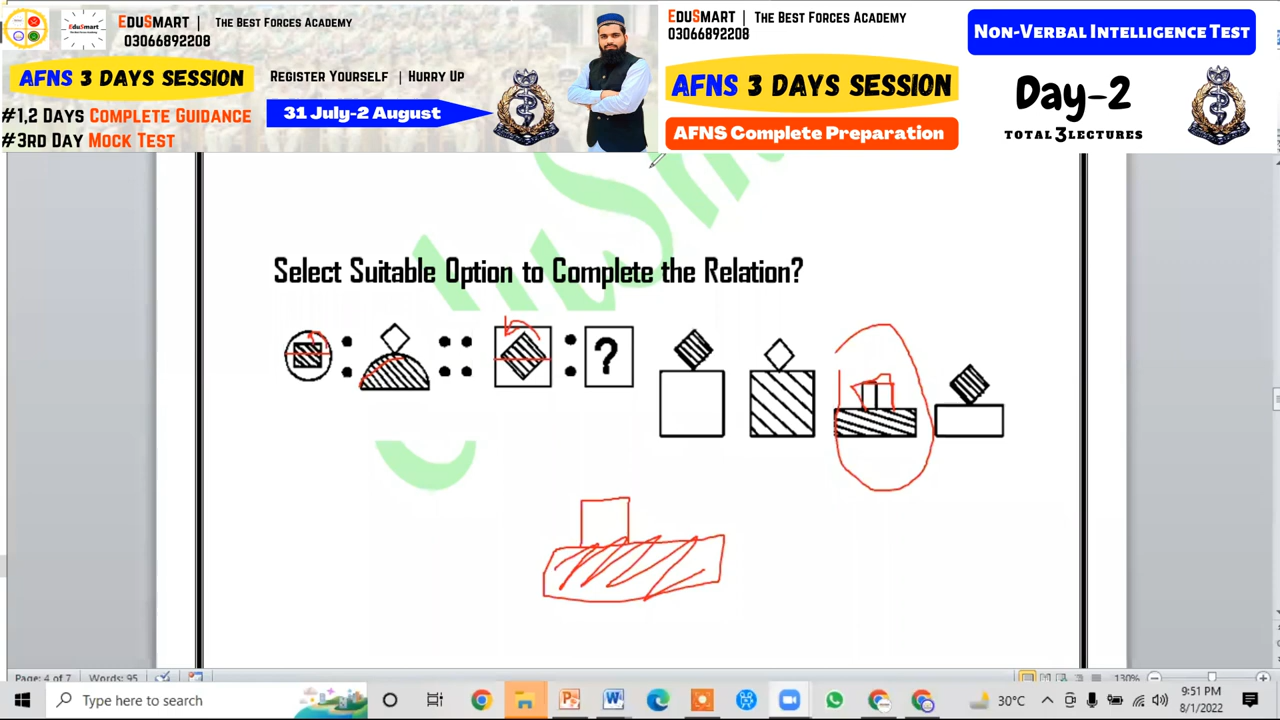 EduSmart | The Best Forces Academy
03066892208
AFNS 3 DAYS SESSION
Register Yourself | Hurry Up
31 July-2 August
#1,2 Days Complete Guidance
#3rd Day Mock Test
EduSmart | The Best Forces Academy
03066892208
AFNS 3 DAYS SESSION
AFNS Complete Preparation
Non-Verbal Intelligence Test
Day-2
TOTAL 3 LECTURES
Select Suitable Option to Complete the Relation?
?
Page: 4 of 7 Words: 95
130%
Type here to search
30°C
9:51 PM
8/1/2022